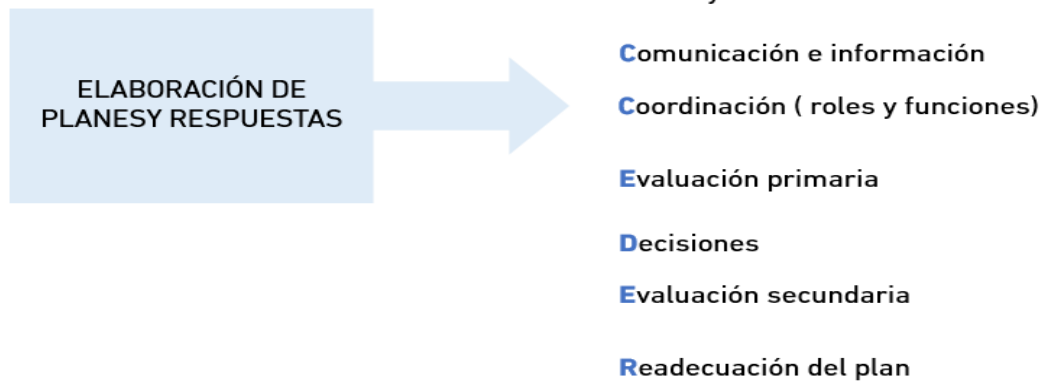 ELABORACIÓN DE
PLANESY RESPUESTAS
Comunicación e información
Coordinación ( roles y funciones)
Evaluación primaria
Decisiones
Evaluación secundaria
Readecuación del plan